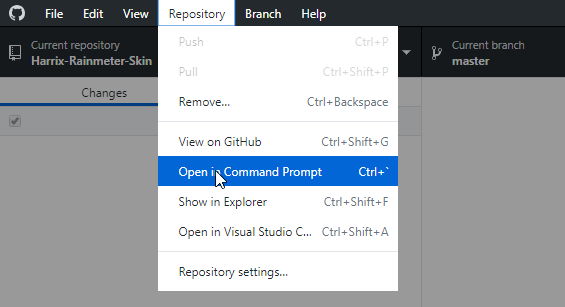 File Edit View Repository Branch Help
Current repository
Harrix-Rainmeter-Skin
Current branch
master
Changes
Push Ctrl+P
Pull Ctrl+Shift+P
Remove... Ctrl+Backspace
View on GitHub Ctrl+Shift+G
Open in Command Prompt Ctrl+`
Show in Explorer Ctrl+Shift+F
Open in Visual Studio C... Ctrl+Shift+A
Repository settings...